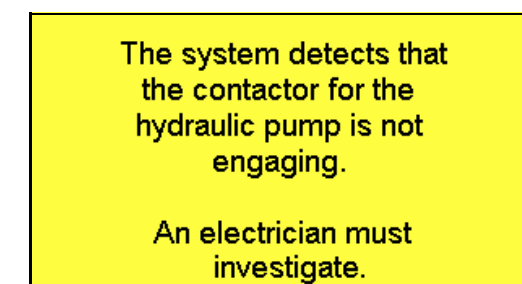 The system detects that
the contactor for the
hydraulic pump is not
engaging.
An electrician must
investigate.